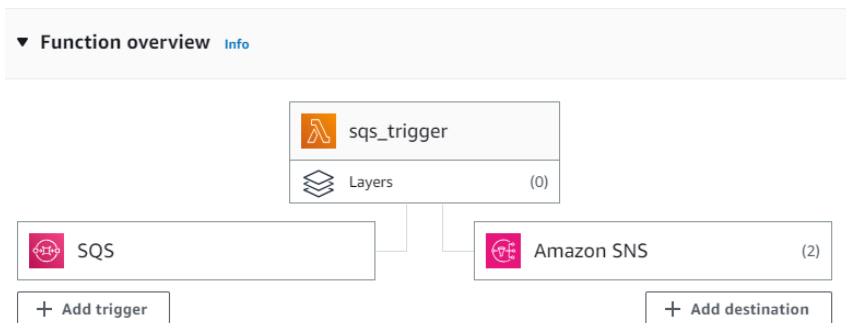 Function overview Info
sqs_trigger
Layers (0)
SQS
Amazon SNS (2)
Add trigger
Add destination